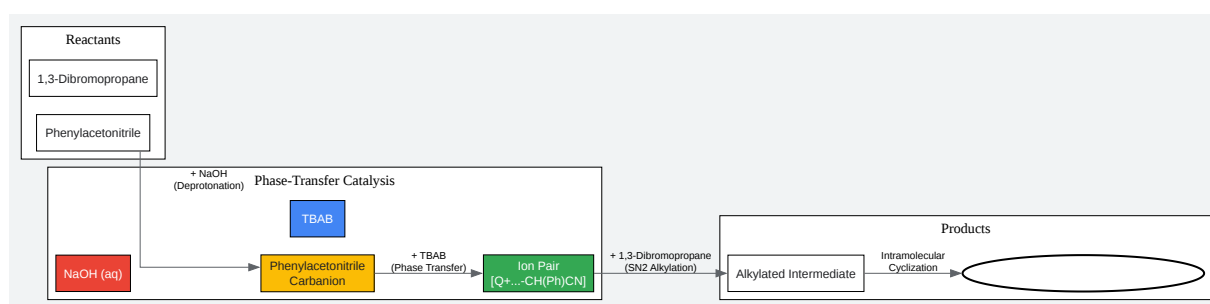 Reactants
1,3-Dibromopropane
Phenylacetonitrile
+ NaOH
(Deprotonation)
Phase-Transfer Catalysis
TBAB
NaOH (aq)
Phenylacetonitrile
Carbanion
+ TBAB
(Phase Transfer)
Ion Pair
[Q+...-CH(Ph)CN]
+ 1,3-Dibromopropane
(SN2 Alkylation)
Products
Alkylated Intermediate
Intramolecular
Cyclization